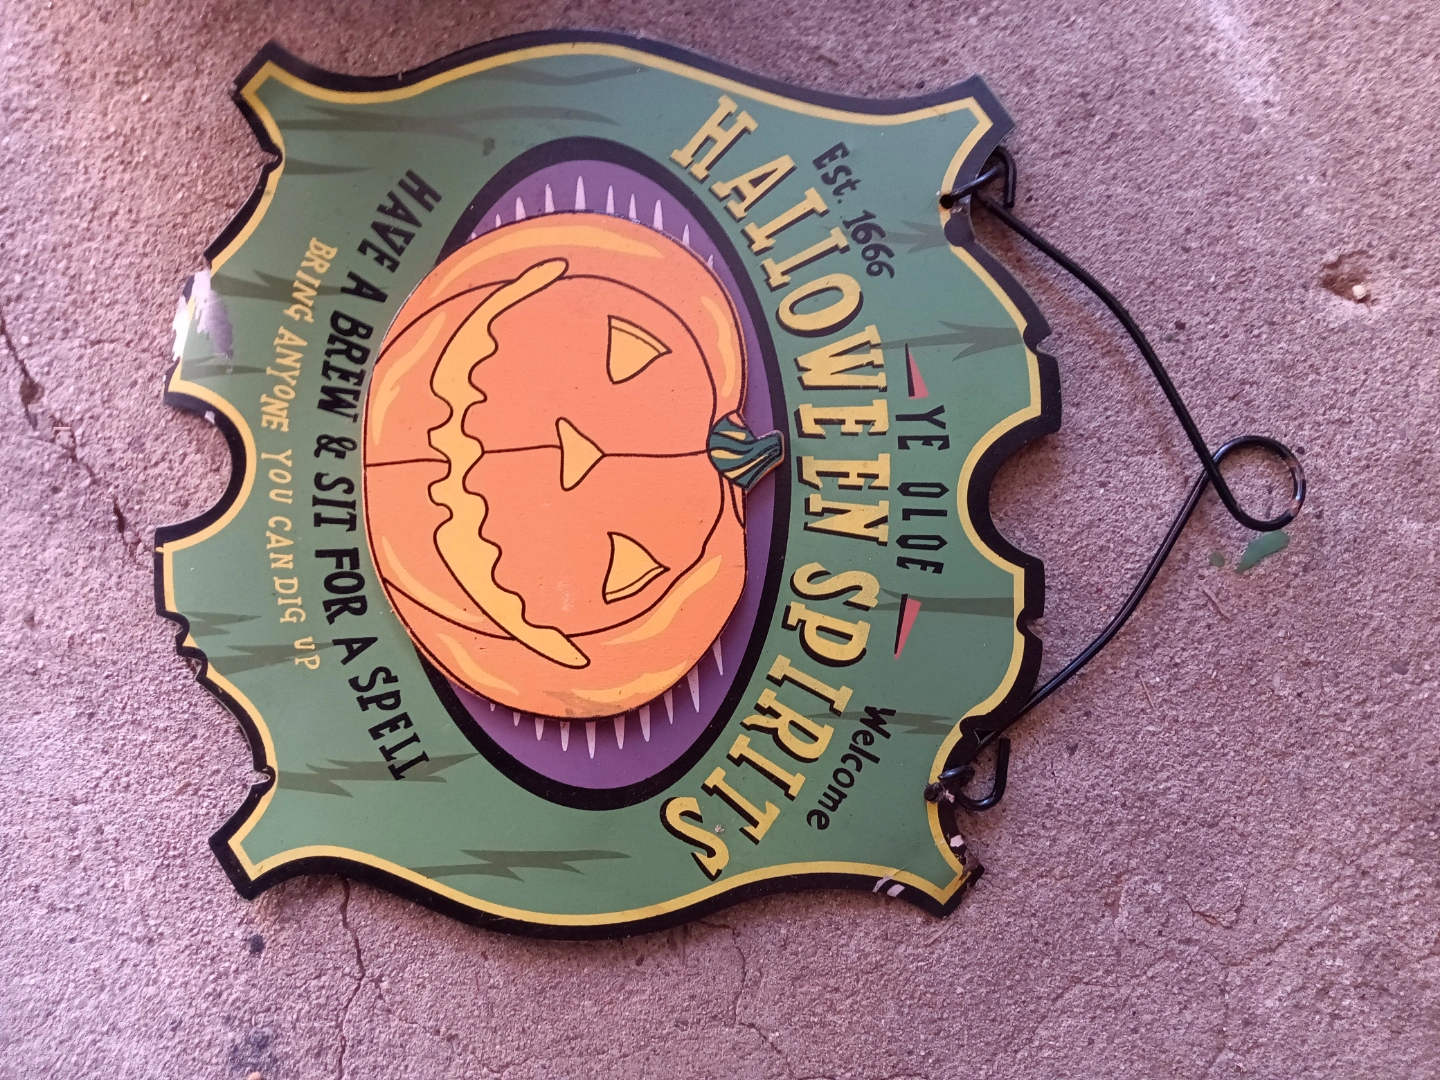 YE OLDE
Est. 1666
Welcome
HALLOWEEN SPIRITS
HAVE A BREW & SIT FOR A SPELL
BRING ANYONE YOU CAN DIG UP